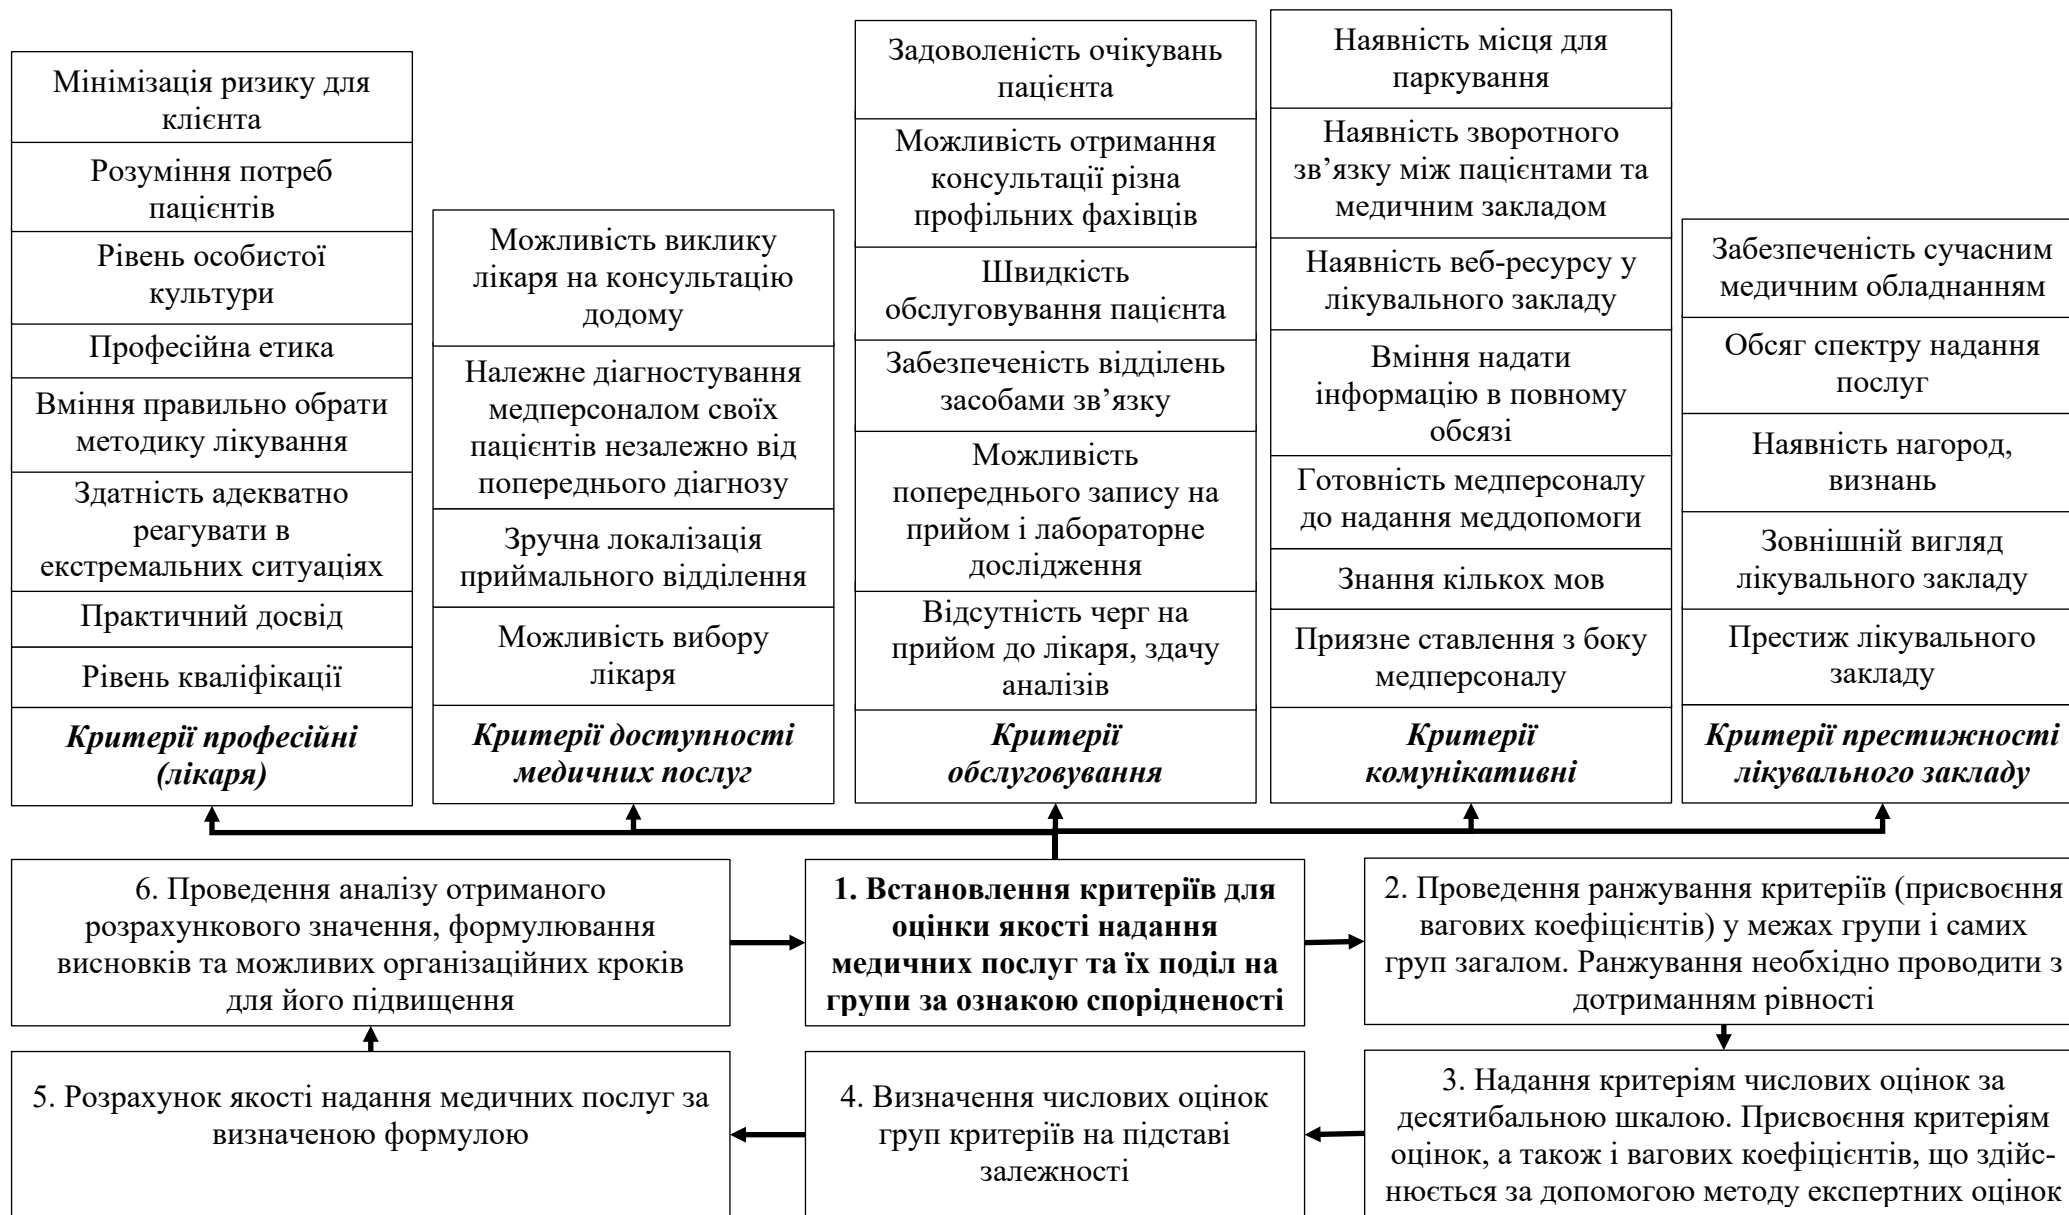 Мінімізація ризику для
клієнта
Розуміння потреб
пацієнтів
Рівень особистої
культури
Професійна етика
Вміння правильно обрати
методику лікування
Здатність адекватно
реагувати в
екстремальних ситуаціях
Практичний досвід
Рівень кваліфікації
Критерії професійні
(лікаря)
Можливість виклику
лікаря на консультацію
додому
Належне діагностування
медперсоналом своїх
пацієнтів незалежно від
попереднього діагнозу
Зручна локалізація
приймального відділення
Можливість вибору
лікаря
Критерії доступності
медичних послуг
Задоволеність очікувань
пацієнта
Можливість отримання
консультації різна
профільних фахівців
Швидкість
обслуговування пацієнта
Забезпеченість відділень
засобами зв’язку
Можливість
попереднього запису на
прийом і лабораторне
дослідження
Відсутність черг на
прийом до лікаря, здачу
аналізів
Критерії
обслуговування
Наявність місця для
паркування
Наявність зворотного
зв’язку між пацієнтами та
медичним закладом
Наявність веб-ресурсу у
лікувального закладу
Вміння надати
інформацію в повному
обсязі
Готовність медперсоналу
до надання меддопомоги
Знання кількох мов
Приязне ставлення з боку
медперсоналу
Критерії
комунікативні
Забезпеченість сучасним
медичним обладнанням
Обсяг спектру надання
послуг
Наявність нагород,
визнань
Зовнішній вигляд
лікувального закладу
Престиж лікувального
закладу
Критерії престижності
лікувального закладу
6. Проведення аналізу отриманого
розрахункового значення, формулювання
висновків та можливих організаційних кроків
для його підвищення
1. Встановлення критеріїв для
оцінки якості надання
медичних послуг та їх поділ на
групи за ознакою спорідненості
2. Проведення ранжування критеріїв (присвоєння
вагових коефіцієнтів) у межах групи і самих
груп загалом. Ранжування необхідно проводити з
дотриманням рівності
5. Розрахунок якості надання медичних послуг за
визначеною формулою
4. Визначення числових оцінок
груп критеріїв на підставі
залежності
3. Надання критеріям числових оцінок за
десятибальною шкалою. Присвоєння критеріям
оцінок, а також і вагових коефіцієнтів, що здійс-
нюється за допомогою методу експертних оцінок